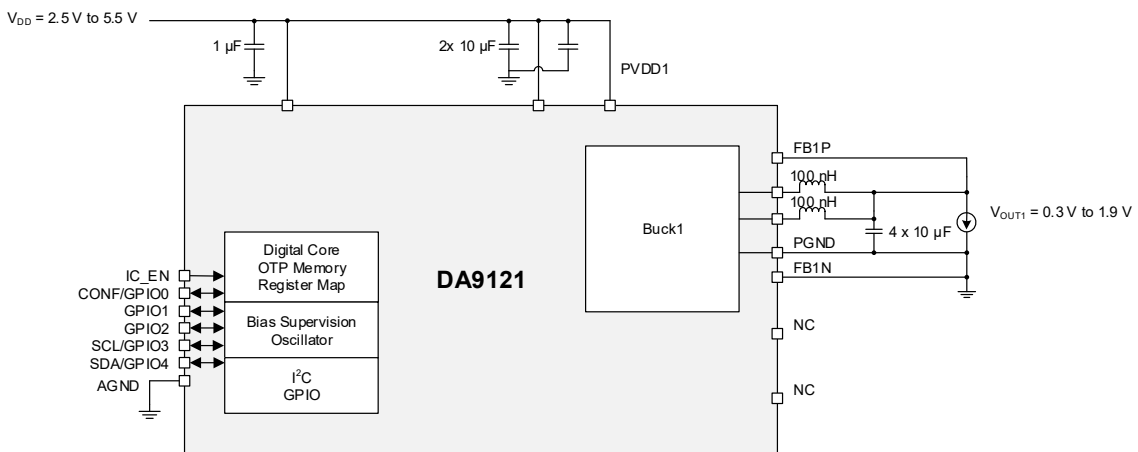 V_DD = 2.5 V to 5.5 V
1 µF
2x 10 µF
PVDD1
FB1P
100 nH
100 nH
Buck1
V_OUT1 = 0.3 V to 1.9 V
4 x 10 µF
PGND
FB1N
Digital Core
OTP Memory
Register Map
DA9121
IC_EN
CONF/GPIO0
GPIO1
GPIO2
SCL/GPIO3
SDA/GPIO4
AGND
Bias Supervision
Oscillator
I²C
GPIO
NC
NC